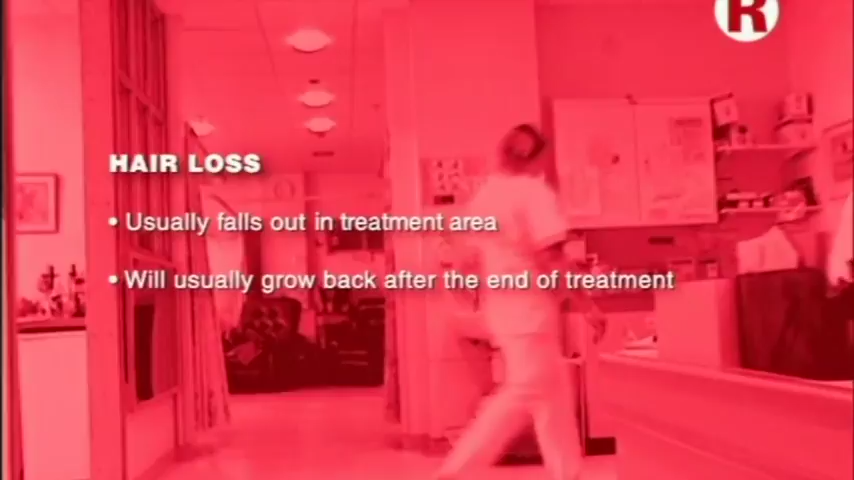 R
HAIR LOSS
• Usually falls out in treatment area
• Will usually grow back after the end of treatment